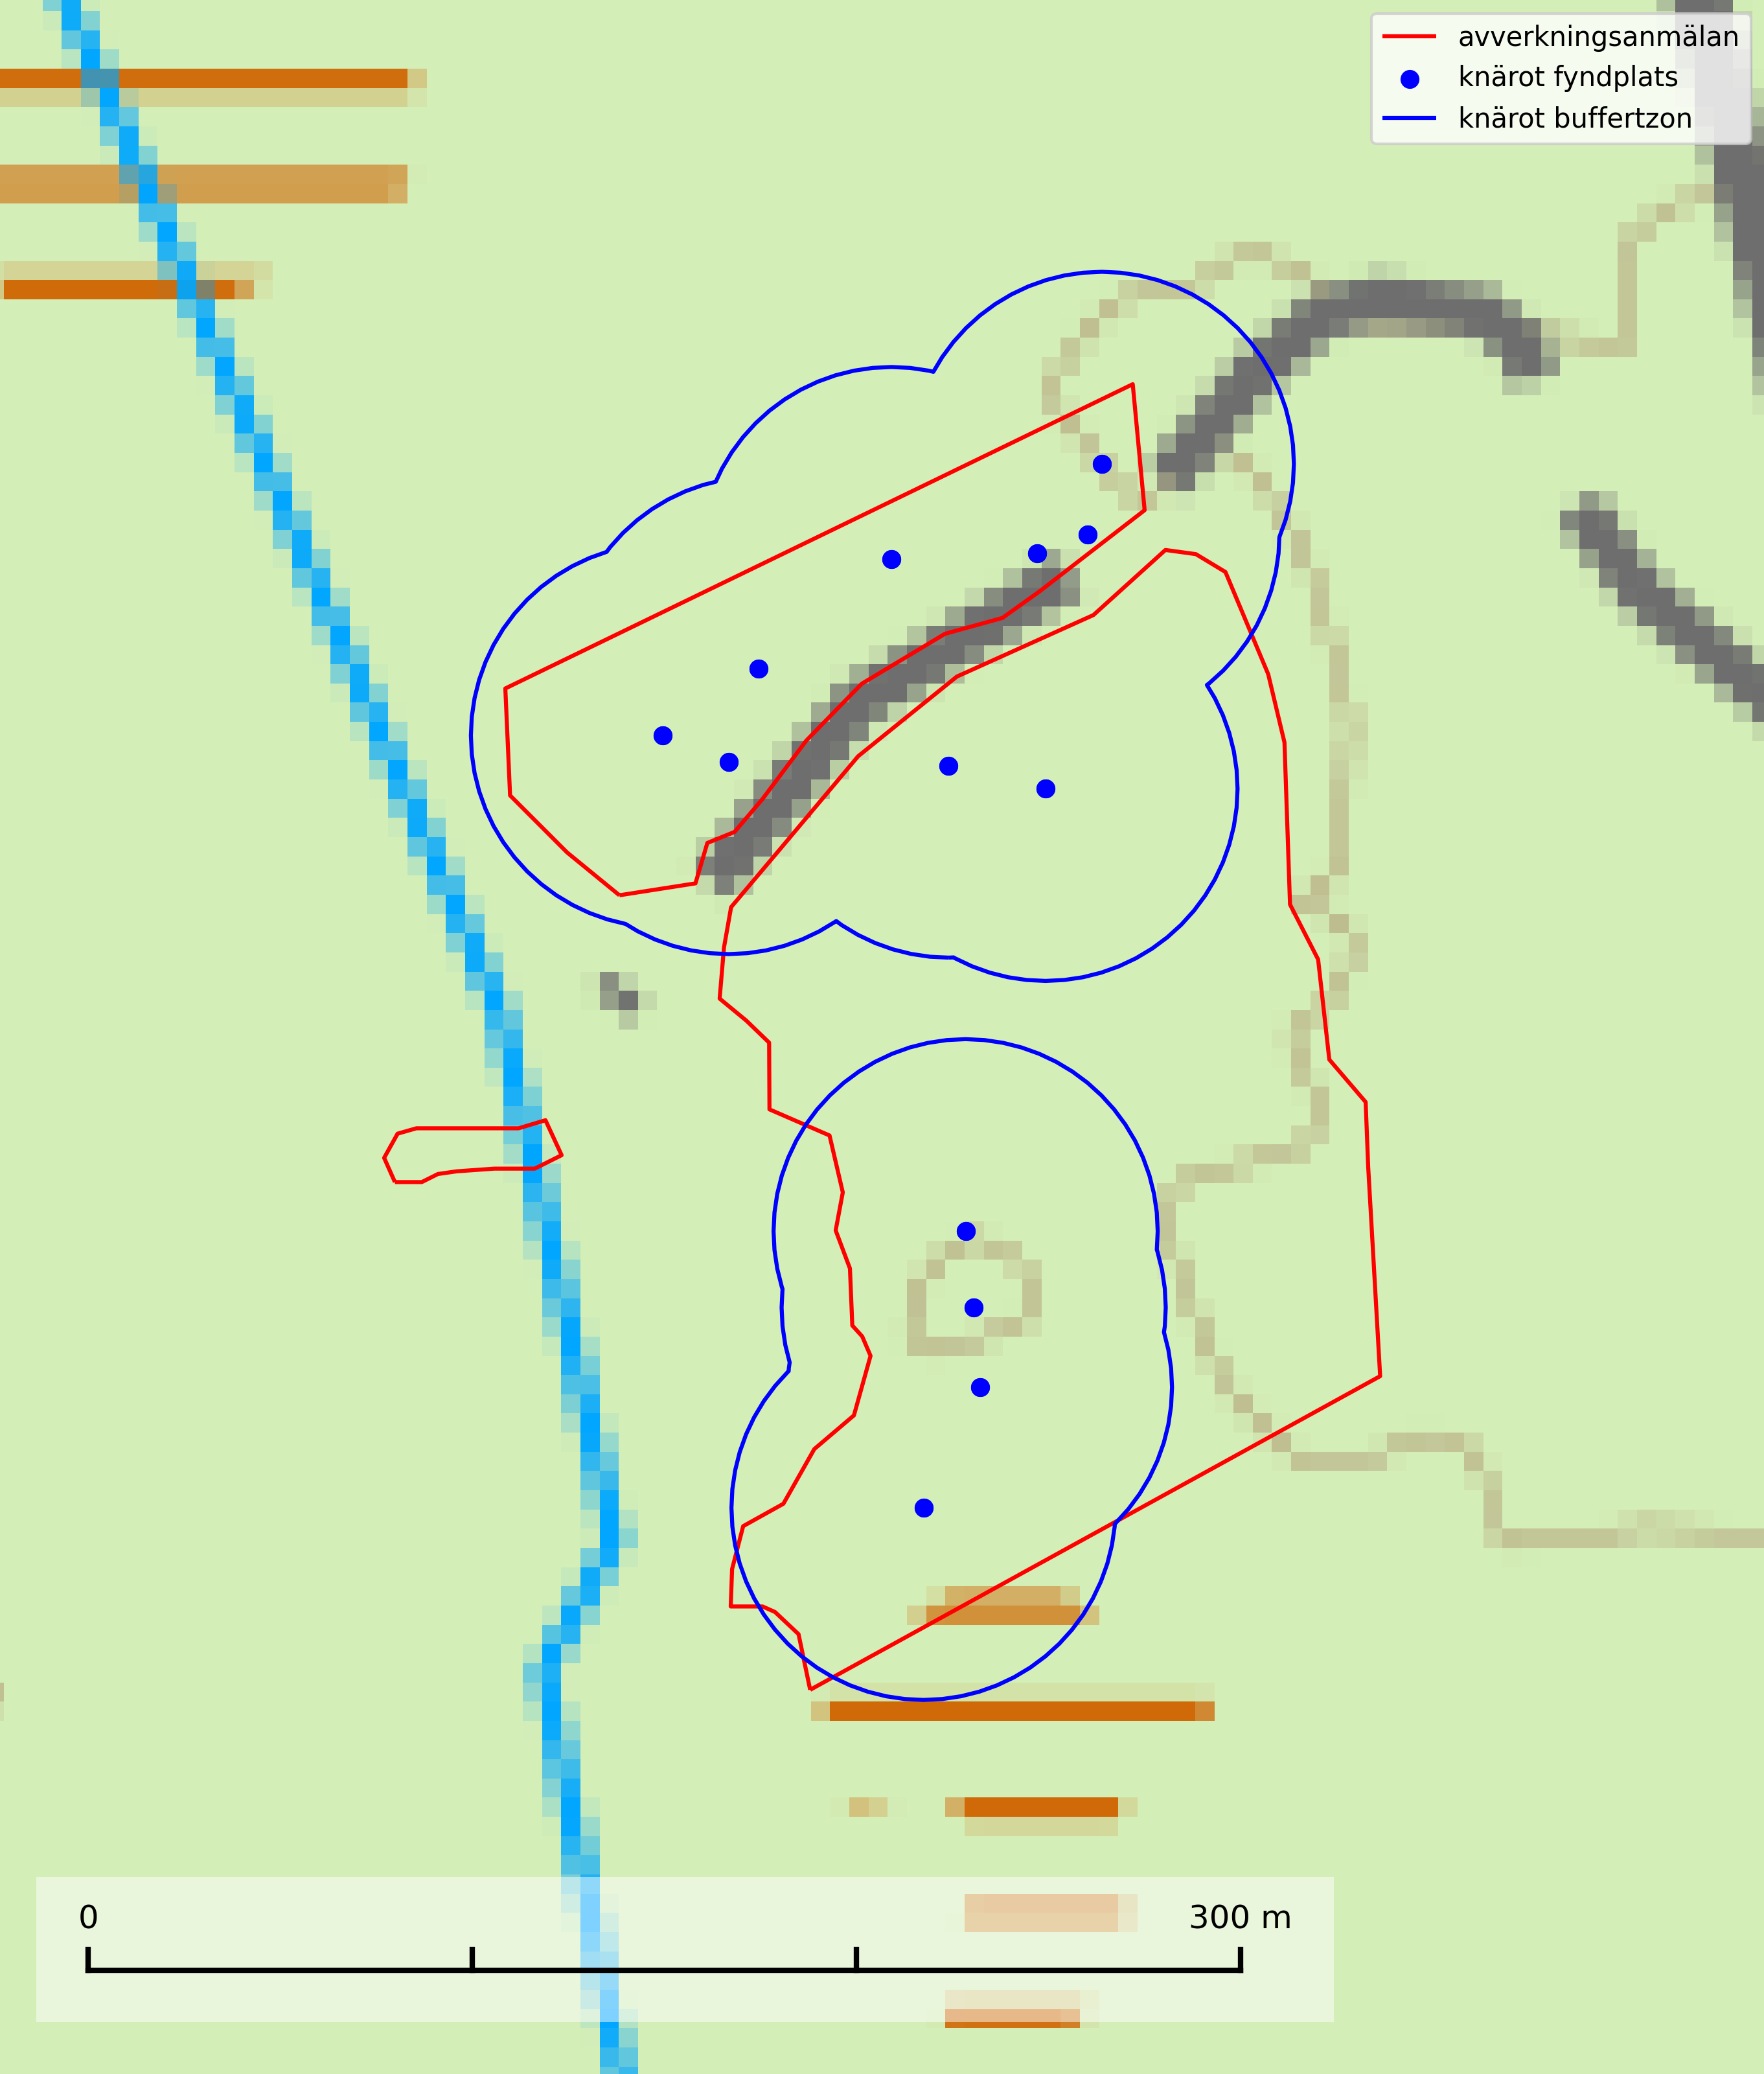 avverkningsanmälan
knärot fyndplats
knärot buffertzon
0
300 m